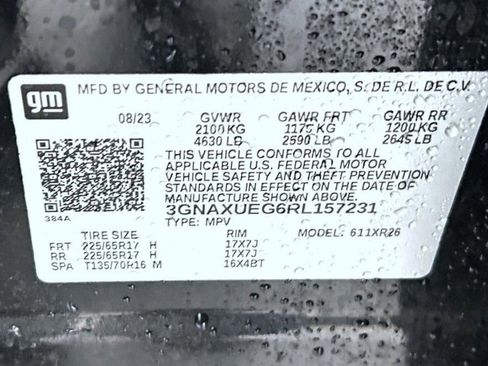 gm
MFD BY GENERAL MOTORS DE MEXICO, S. DE R.L. DE C.V.
08/23 GVWR GAWR FRT GAWR RR
2100 KG 1175 KG 1200 KG
4630 LB 2590 LB 2645 LB
THIS VEHICLE CONFORMS TO ALL
APPLICABLE U.S. FEDERAL MOTOR
VEHICLE SAFETY AND THEFT PREVENTION
STANDARDS IN EFFECT ON THE DATE OF
MANUFACTURE SHOWN ABOVE.
3GNAXUEG6RL157231
384A TYPE: MPV
TIRE SIZE RIM MODEL: 611XR26
FRT 225/65R17 H 17X7J
RR 225/65R17 H 17X7J
SPA T135/70R16 M 16X4BT